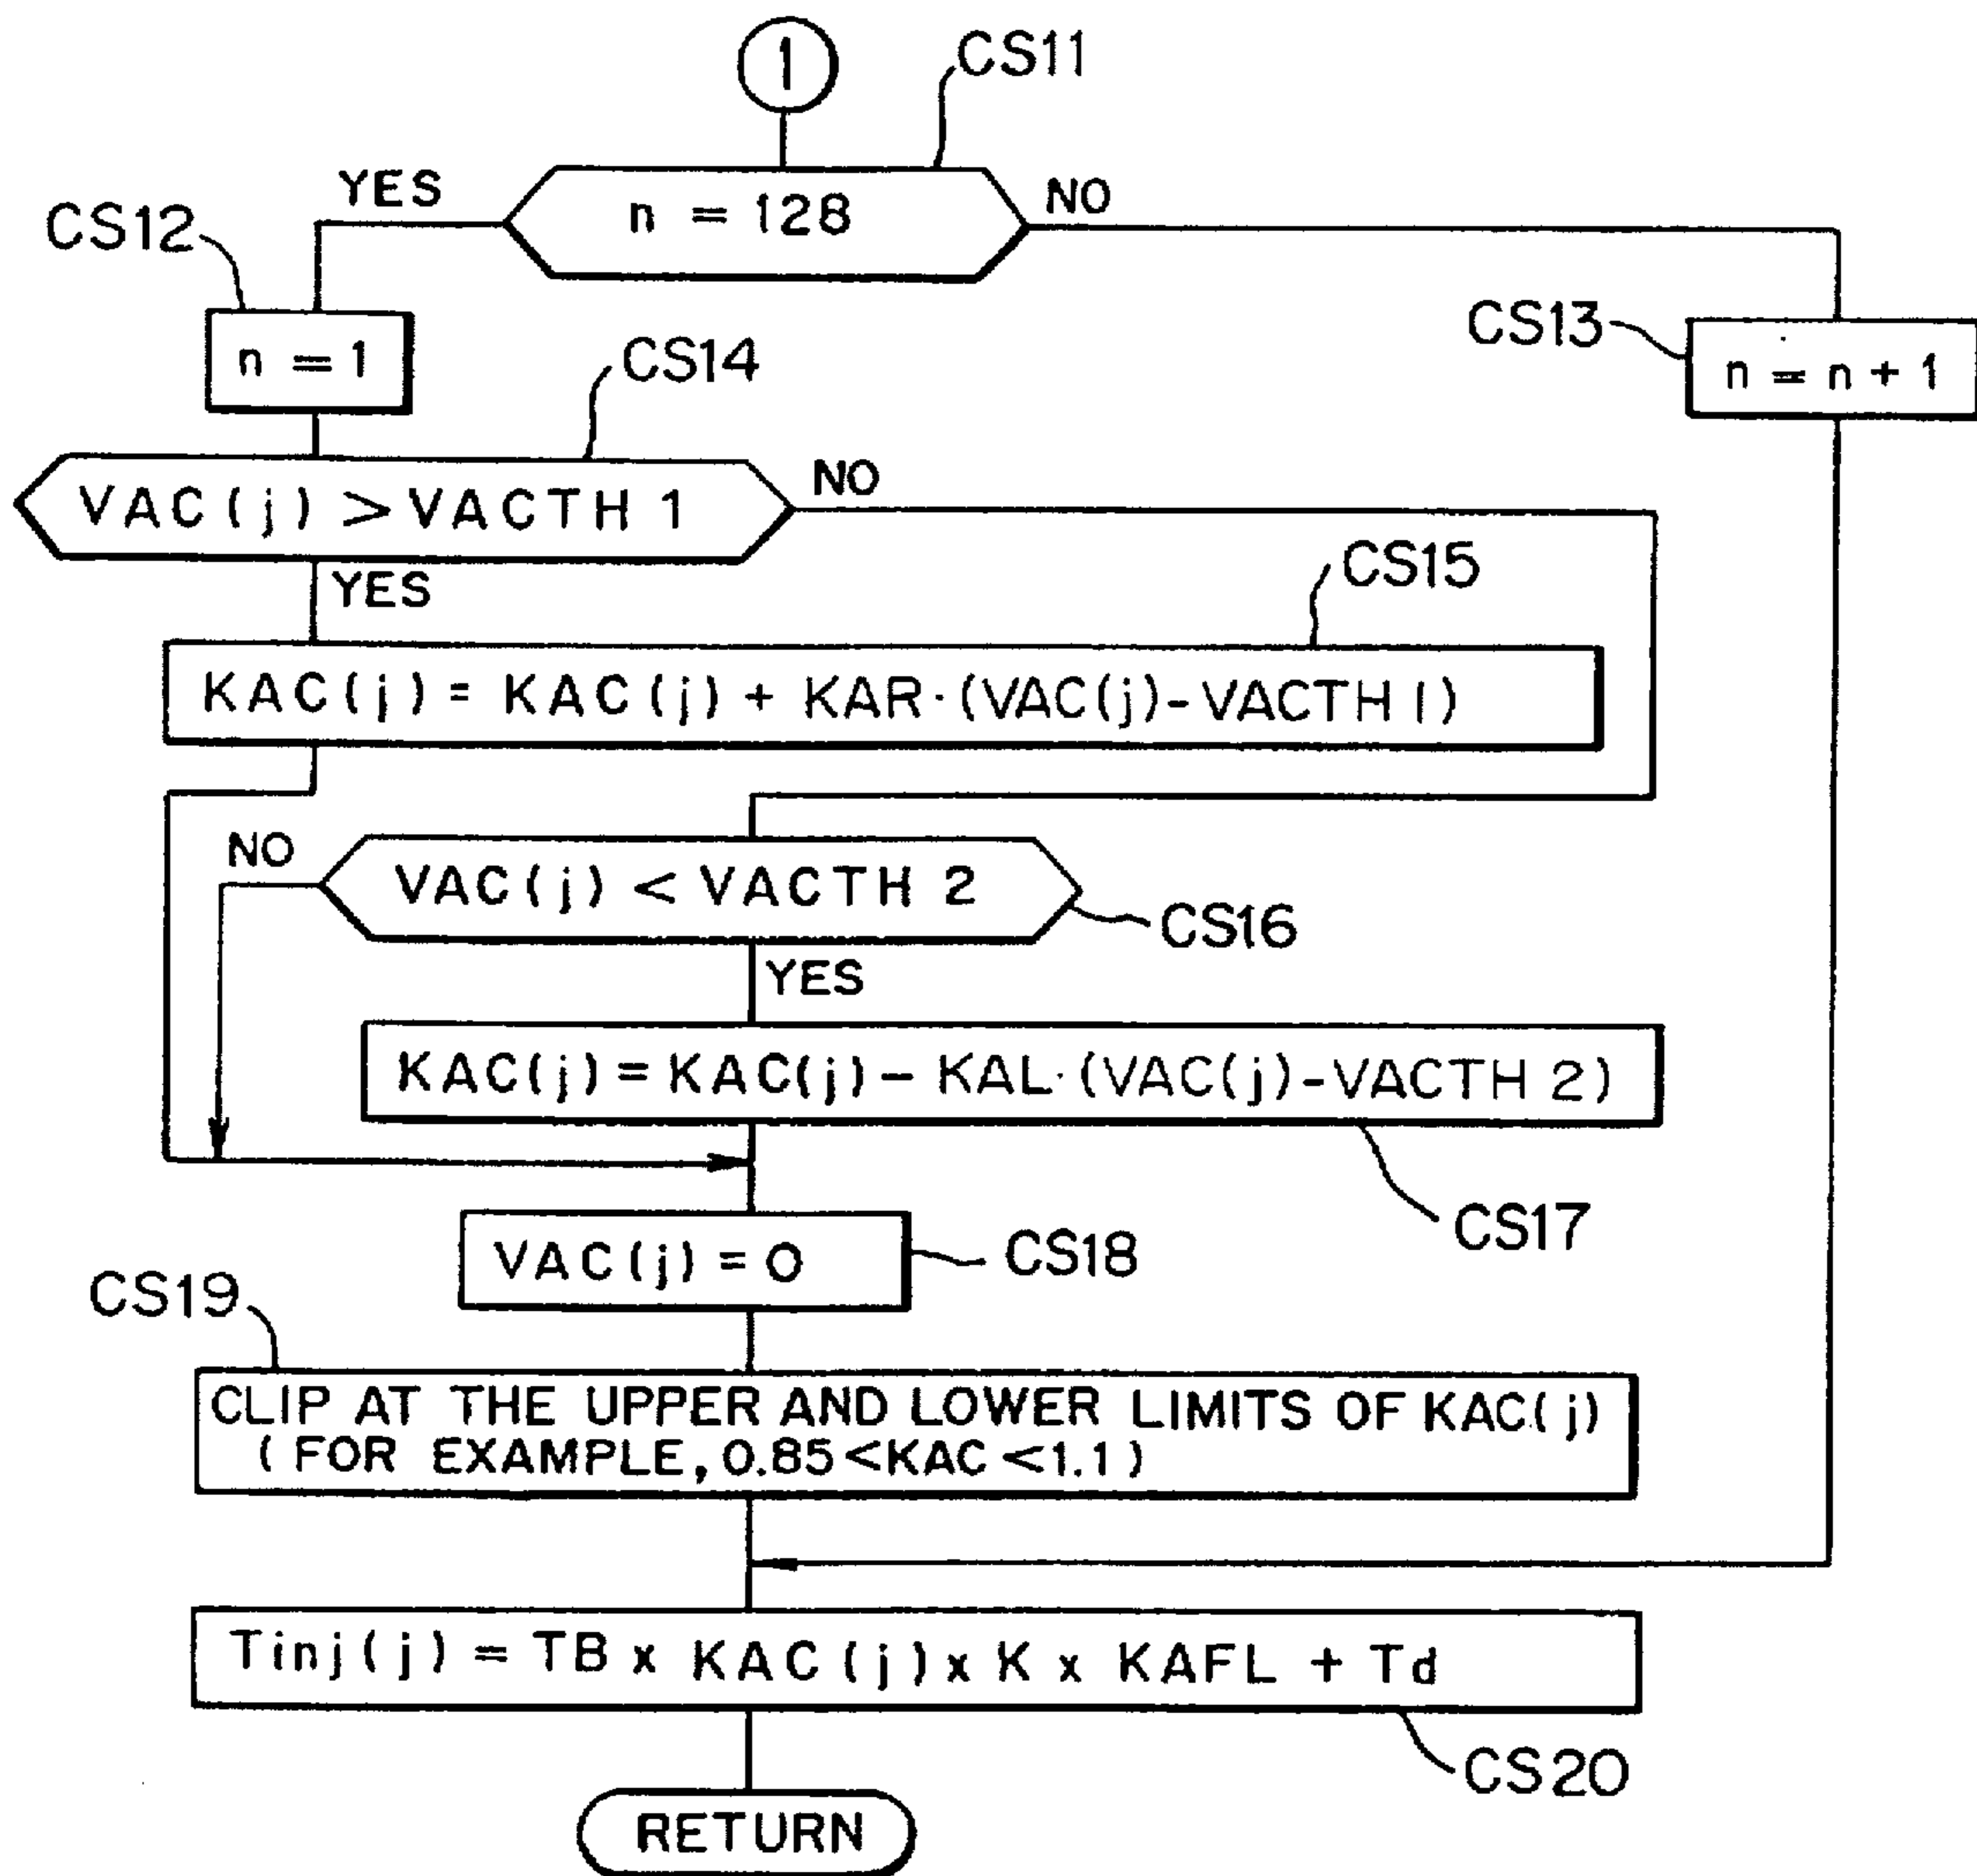 1
CS11
YES
n = 128
NO
CS12
n = 1
CS13
n = n + 1
CS14
VAC(j) > VACTH 1
NO
YES
CS15
KAC(j) = KAC(j) + KAR·(VAC(j)-VACTH 1)
NO
VAC(j) < VACTH 2
CS16
YES
KAC(j) = KAC(j) - KAL·(VAC(j)-VACTH 2)
CS17
VAC(j) = 0
CS18
CS19
CLIP AT THE UPPER AND LOWER LIMITS OF KAC(j)
(FOR EXAMPLE, 0.85<KAC<1.1)
Tinj(j) = TB x KAC(j) x K x KAFL + Td
CS20
RETURN